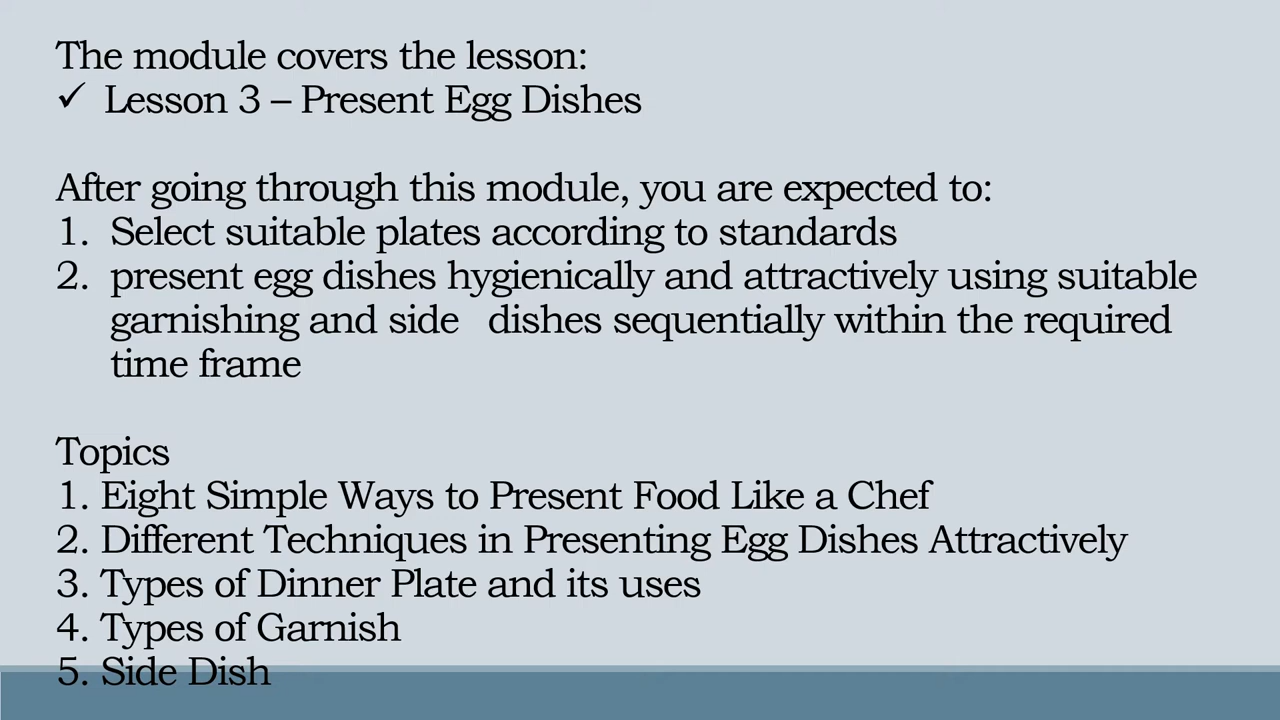 The module covers the lesson:
✓ Lesson 3 – Present Egg Dishes
After going through this module, you are expected to:
1. Select suitable plates according to standards
2. present egg dishes hygienically and attractively using suitable
garnishing and side dishes sequentially within the required
time frame
Topics
1. Eight Simple Ways to Present Food Like a Chef
2. Different Techniques in Presenting Egg Dishes Attractively
3. Types of Dinner Plate and its uses
4. Types of Garnish
5. Side Dish